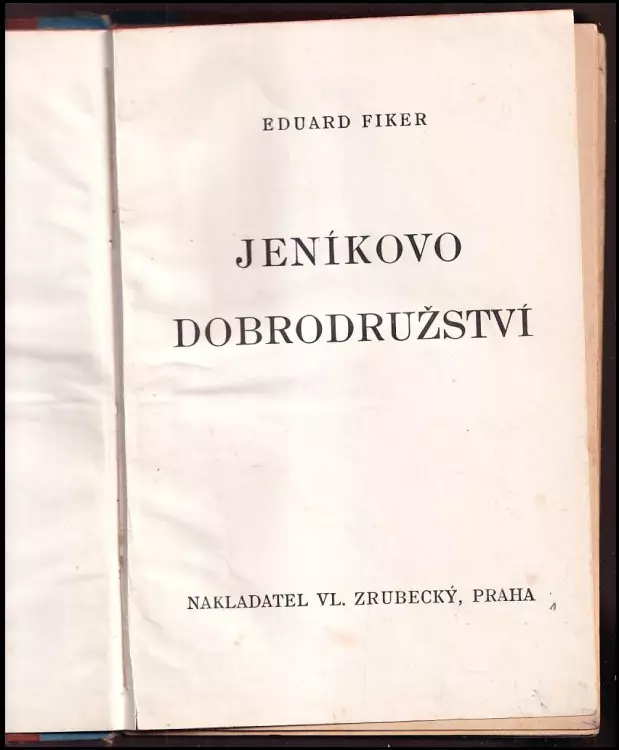 EDUARD FIKER
JENÍKOVO
DOBRODRUŽSTVÍ
NAKLADATEL VL. ZRUBECKÝ, PRAHA